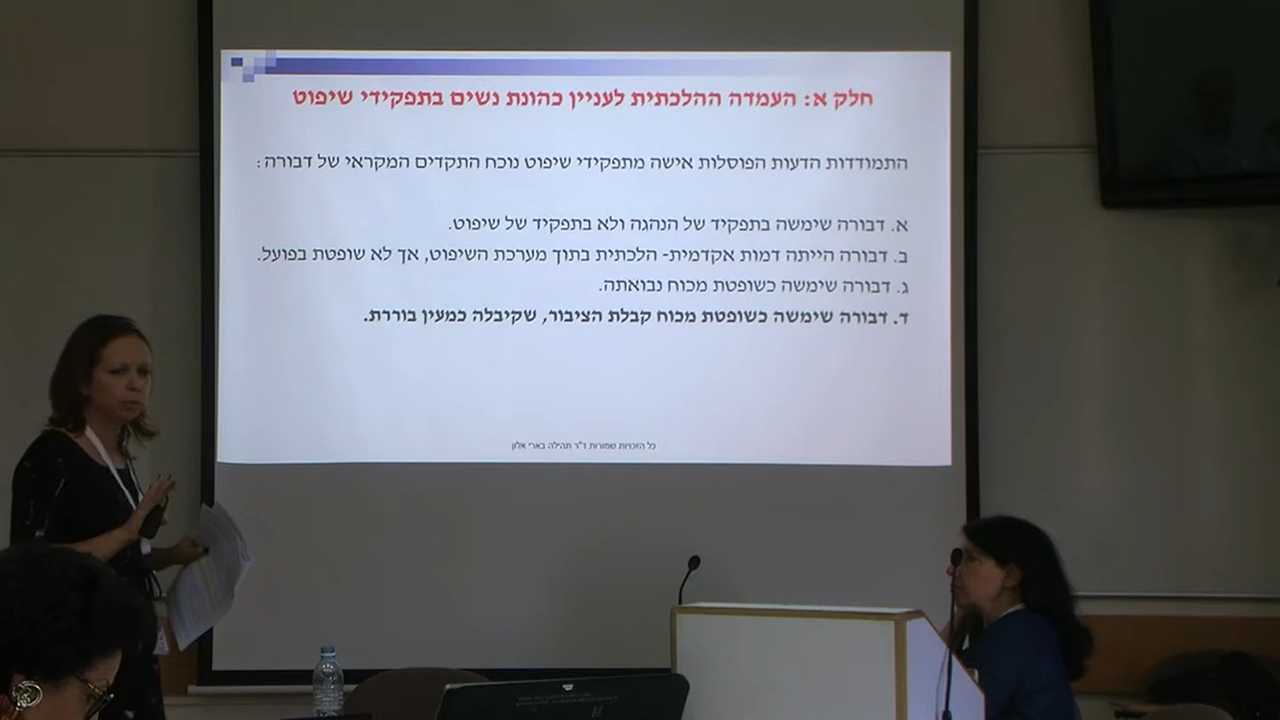 חלק א: העמדה ההלכתית לעניין כהונת נשים בתפקידי שיפוט
התמודדות הדעות הפוסלות אישה מתפקידי שיפוט נוכח התקדים המקראי של דבורה:
א. דבורה שימשה בתפקיד של הנהגה ולא בתפקיד של שיפוט.
ב. דבורה הייתה דמות אקדמית- הלכתית בתוך מערכת השיפוט, אך לא שופטת בפועל.
ג. דבורה שימשה כשופטת מכוח נבואתה.
ד. דבורה שימשה כשופטת מכוח קבלת הציבור, שקיבלה כמעין בוררת.
כל הזכויות שמורות ד"ר תהילה בארי אלון